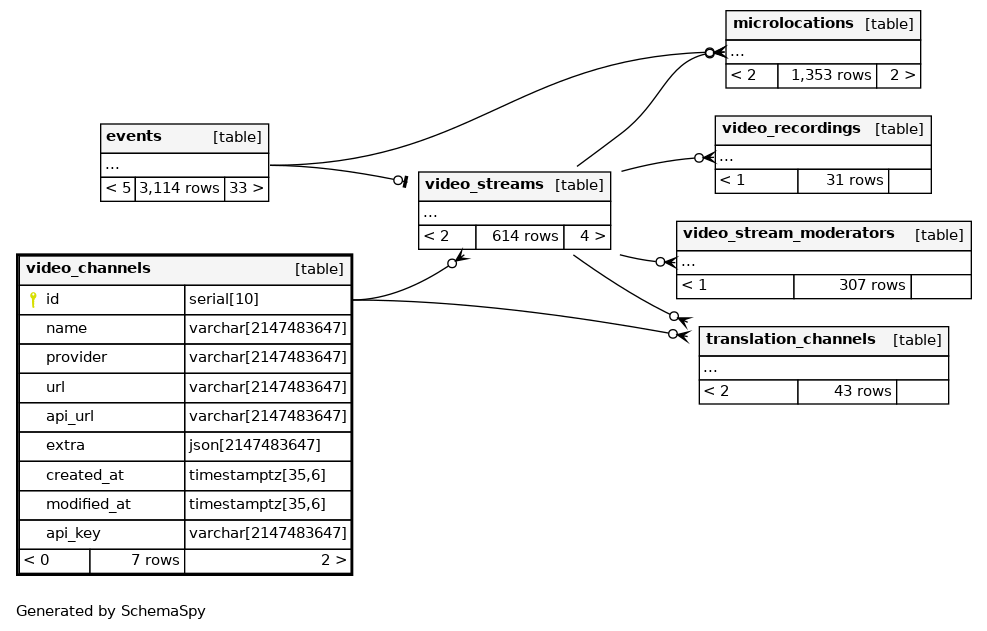 microlocations [table]
...
< 2 1,353 rows 2 >
events [table]
...
< 5 3,114 rows 33 >
video_recordings [table]
...
< 1 31 rows
video_streams [table]
...
< 2 614 rows 4 >
video_stream_moderators [table]
...
< 1 307 rows
video_channels [table]
id serial[10]
name varchar[2147483647]
provider varchar[2147483647]
url varchar[2147483647]
api_url varchar[2147483647]
extra json[2147483647]
created_at timestamptz[35,6]
modified_at timestamptz[35,6]
api_key varchar[2147483647]
< 0 7 rows 2 >
translation_channels [table]
...
< 2 43 rows
Generated by SchemaSpy